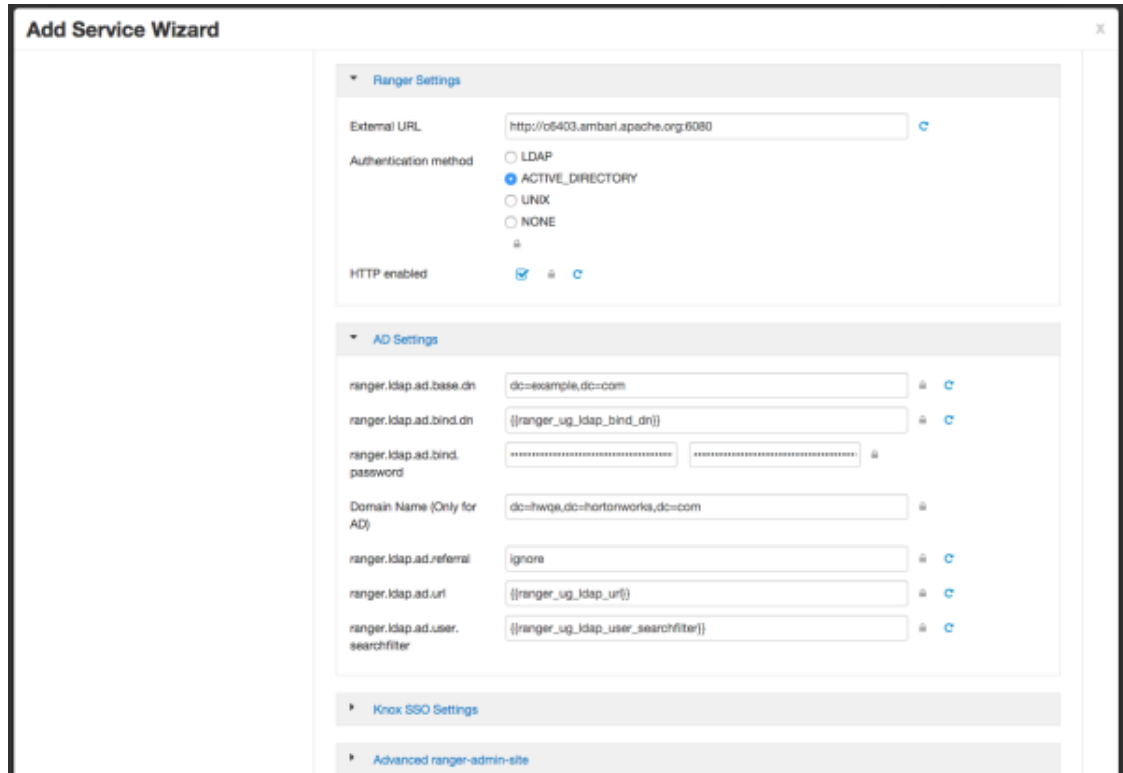 Add Service Wizard
x
Ranger Settings
External URL
http://c6403.ambari.apache.org:6080
Authentication method
LDAP
ACTIVE_DIRECTORY
UNIX
NONE
HTTP enabled
AD Settings
ranger.ldap.ad.base.dn
dc=example,dc=com
ranger.ldap.ad.bind.dn
{{ranger_ug_ldap_bind_dn}}
ranger.ldap.ad.bind.
password
Domain Name (Only for
AD)
dc=hwqe,dc=hortonworks,dc=com
ranger.ldap.ad.referral
ignore
ranger.ldap.ad.url
{{ranger_ug_ldap_url}}
ranger.ldap.ad.user.
searchfilter
{{ranger_ug_ldap_user_searchfilter}}
Knox SSO Settings
Advanced ranger-admin-site